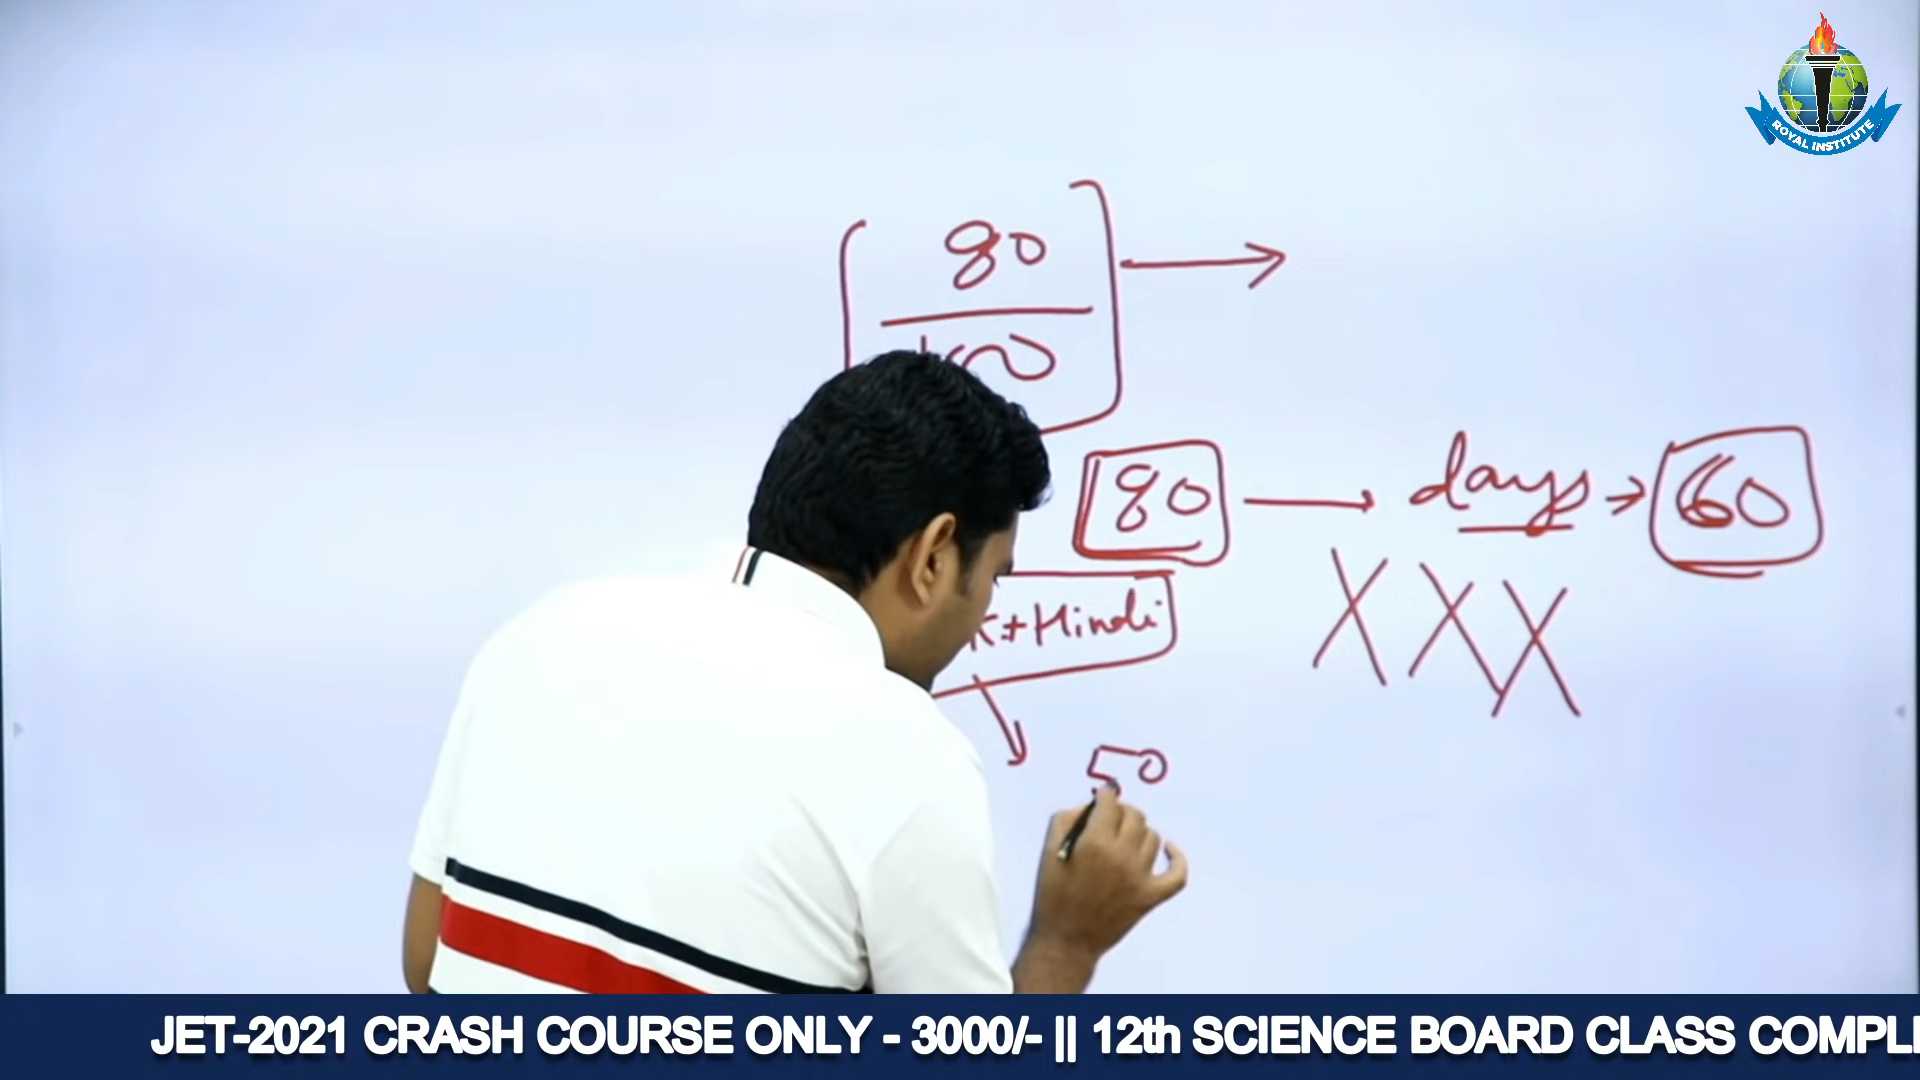 ROYAL INSTITUTE
80
100
80 → days → 60
K+Hindi
XXX
50
JET-2021 CRASH COURSE ONLY - 3000/- || 12th SCIENCE BOARD CLASS COMPL